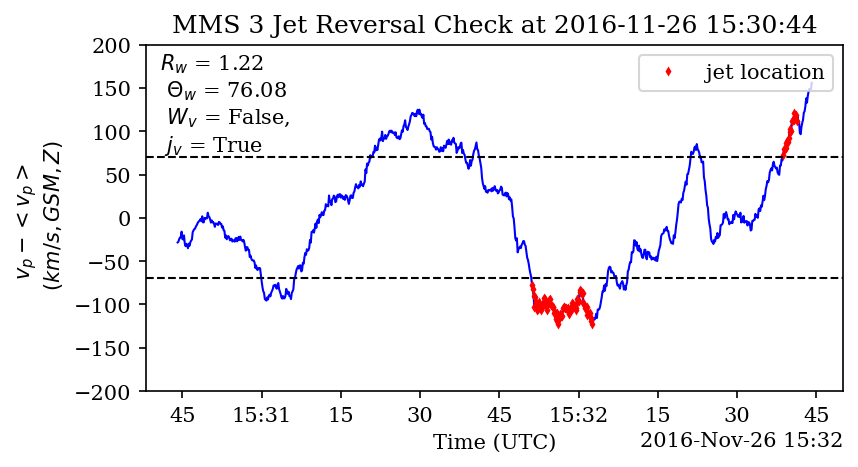 MMS 3 Jet Reversal Check at 2016-11-26 15:30:44
R_w = 1.22
Θ_w = 76.08
W_v = False,
j_v = True
jet location
v_p − < v_p >
(km/s, GSM, Z)
200
150
100
50
0
−50
−100
−150
−200
45 15:31 15 30 45 15:32 15 30 45
Time (UTC)
2016-Nov-26 15:32